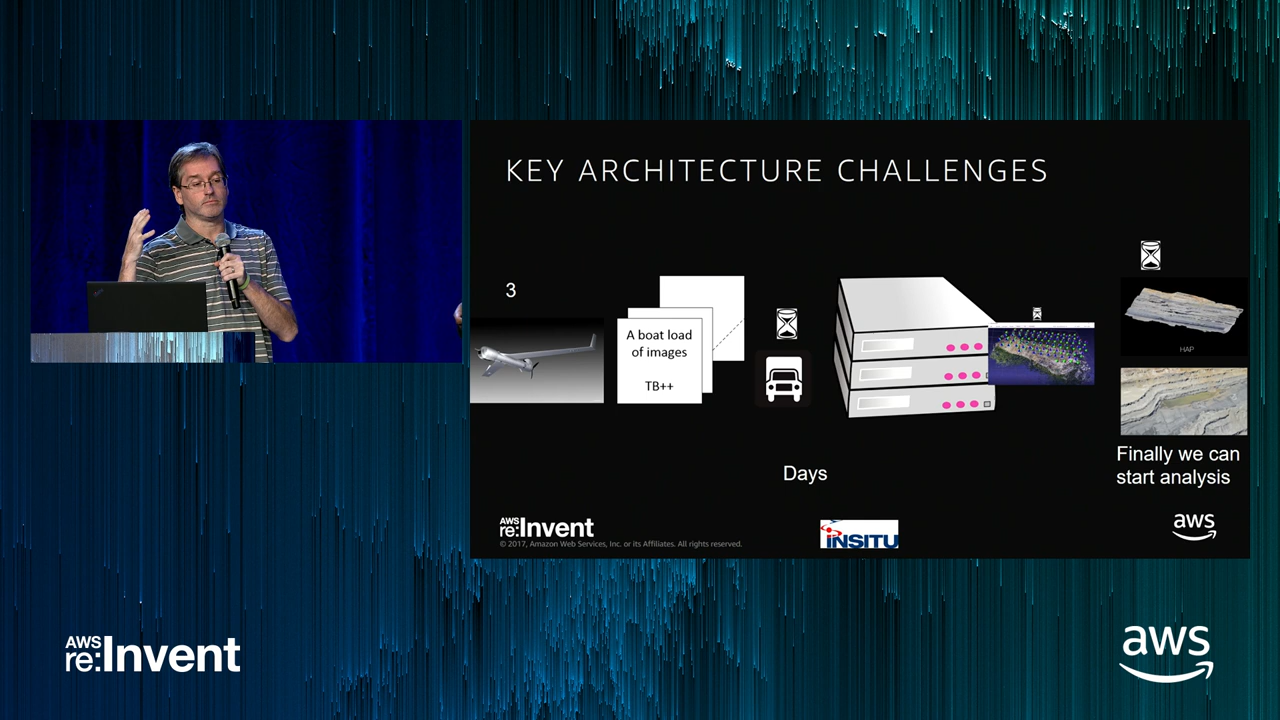 KEY ARCHITECTURE CHALLENGES
3
A boat load
of images
TB++
HAP
Days
Finally we can
start analysis
AWS
re:Invent
© 2017, Amazon Web Services, Inc. or its Affiliates. All rights reserved.
INSITU
aws
AWS
re:Invent
aws